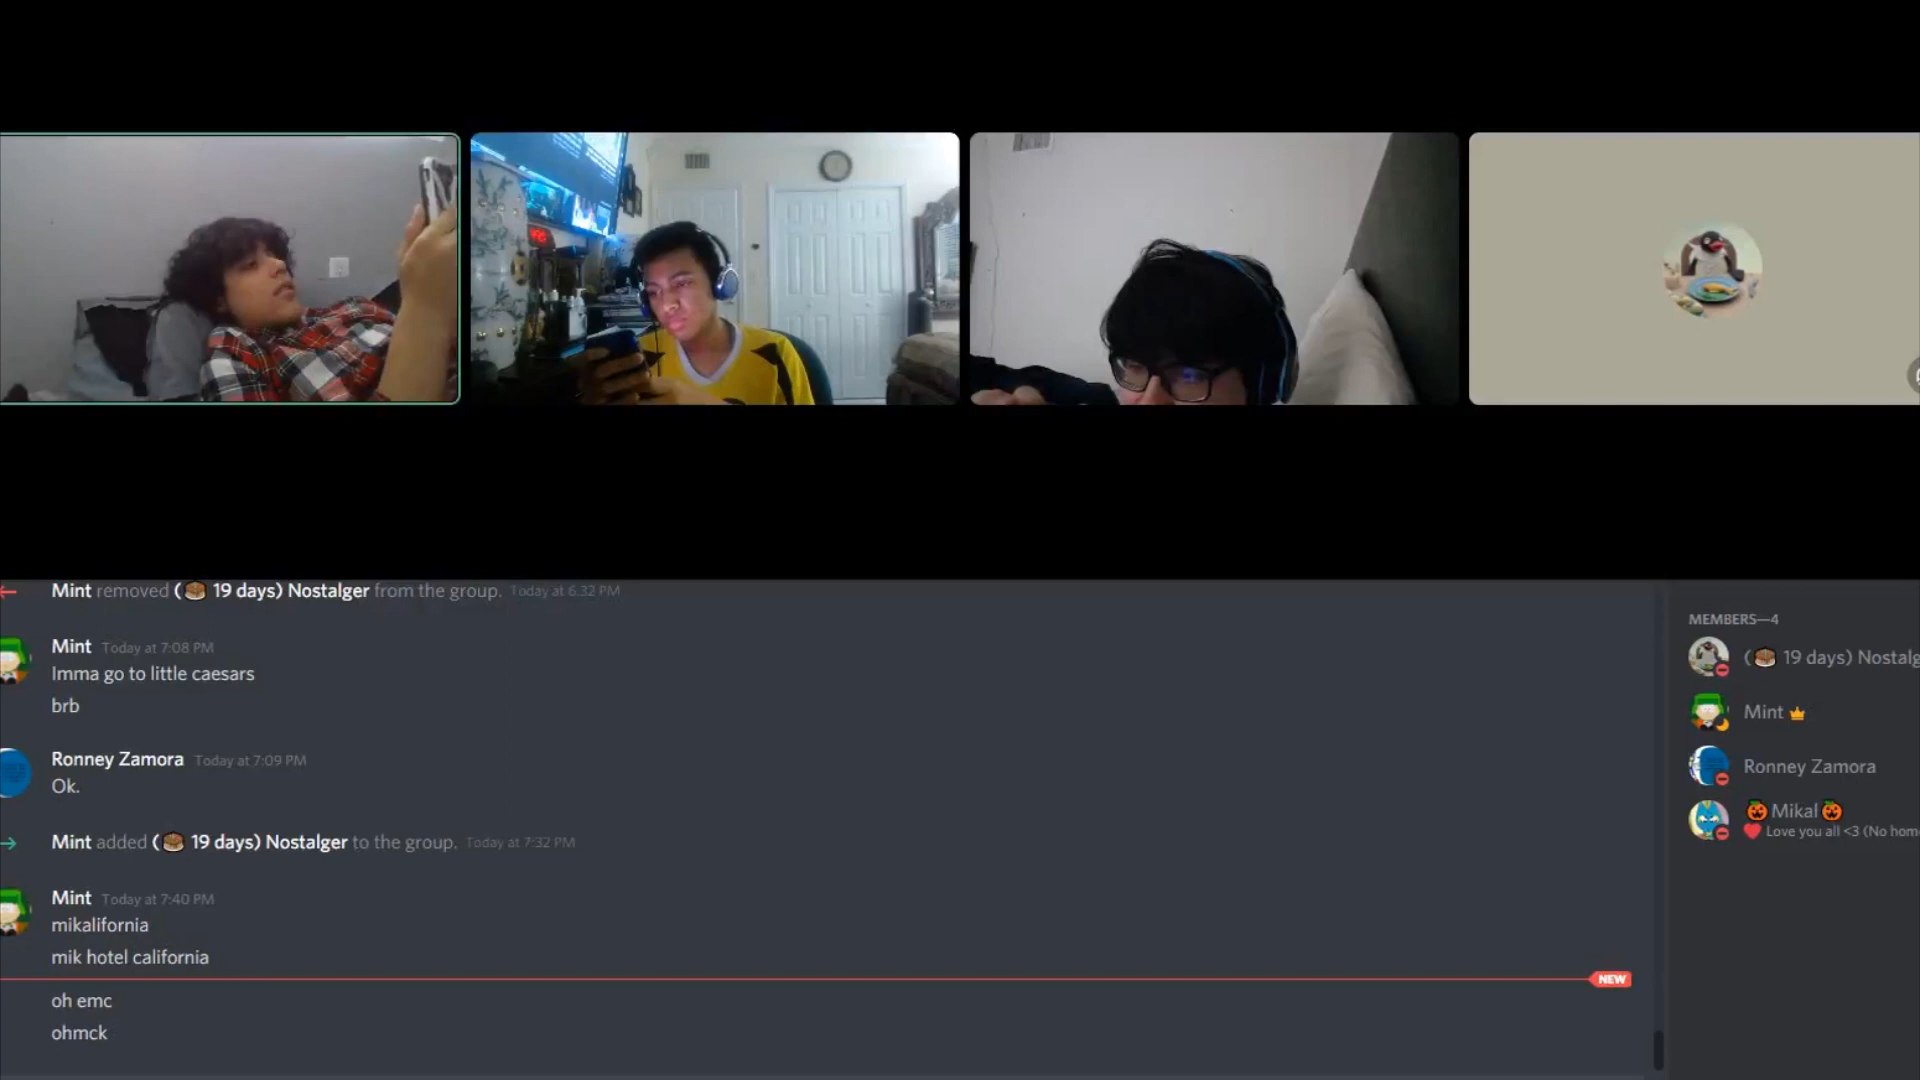 Mint removed (🥮 19 days) Nostalger from the group. Today at 6:32 PM
Mint Today at 7:08 PM
Imma go to little caesars
brb
Ronney Zamora Today at 7:09 PM
Ok.
Mint added (🥮 19 days) Nostalger to the group. Today at 7:32 PM
Mint Today at 7:40 PM
mikalifornia
mik hotel california
NEW
oh emc
ohmck
MEMBERS—4
(🥮 19 days) Nostalg
Mint
Ronney Zamora
🎃 Mikal 🎃
❤️ Love you all <3 (No hom